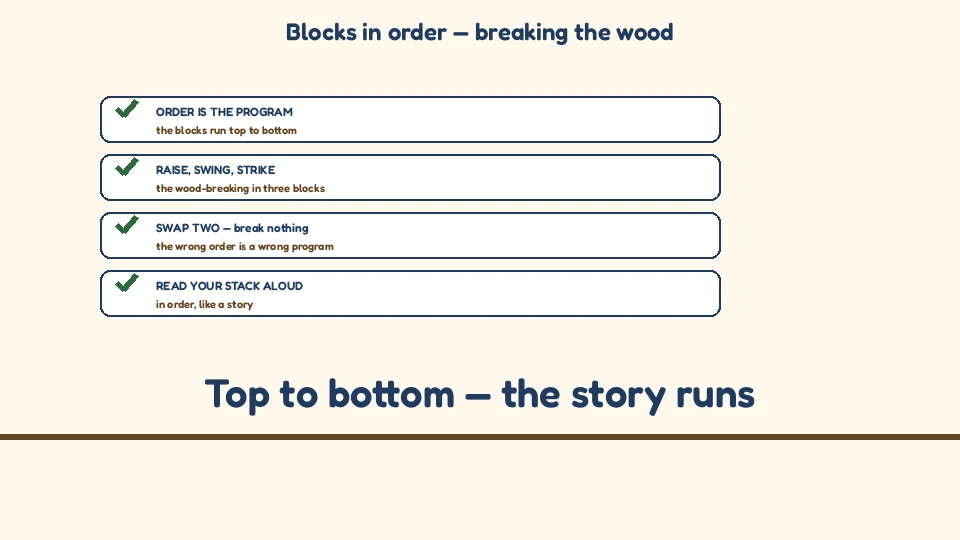 Blocks in order — breaking the wood
ORDER IS THE PROGRAM
the blocks run top to bottom
RAISE, SWING, STRIKE
the wood-breaking in three blocks
SWAP TWO — break nothing
the wrong order is a wrong program
READ YOUR STACK ALOUD
in order, like a story
Top to bottom — the story runs